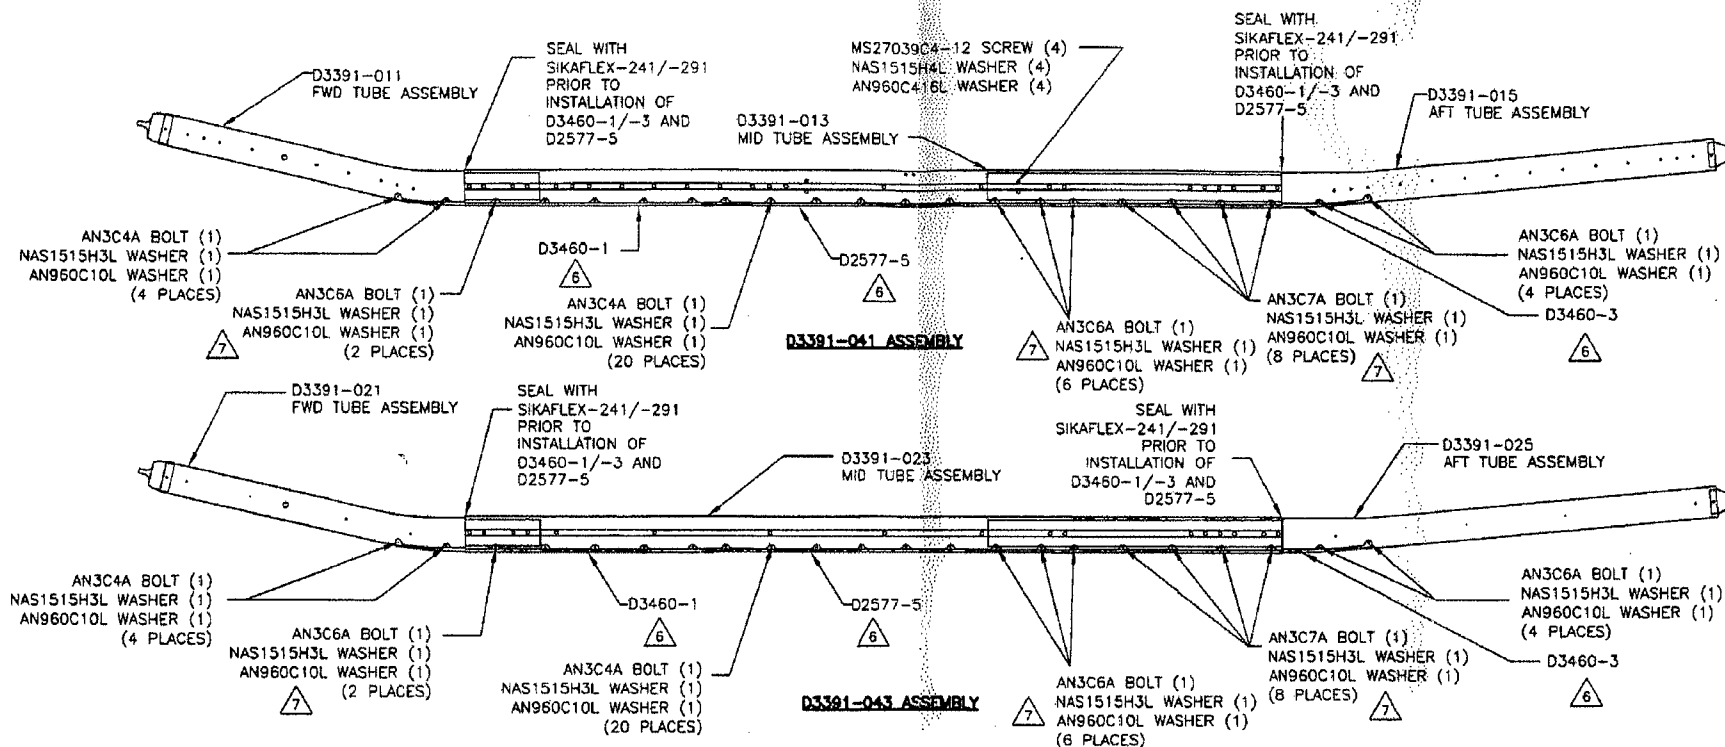 D3391-011
FWD TUBE ASSEMBLY
SEAL WITH
SIKAFLEX-241/-291
PRIOR TO
INSTALLATION OF
D3460-1/-3 AND
D2577-5
MS27039C4-12 SCREW (4)
NAS1515H4L WASHER (4)
AN960C416L WASHER (4)
D3391-013
MID TUBE ASSEMBLY
SEAL WITH
SIKAFLEX-241/-291
PRIOR TO
INSTALLATION OF
D3460-1/-3 AND
D2577-5
D3391-015
AFT TUBE ASSEMBLY
AN3C4A BOLT (1)
NAS1515H3L WASHER (1)
AN960C10L WASHER (1)
(4 PLACES)
7
AN3C6A BOLT (1)
NAS1515H3L WASHER (1)
AN960C10L WASHER (1)
(2 PLACES)
D3460-1
6
AN3C4A BOLT (1)
NAS1515H3L WASHER (1)
AN960C10L WASHER (1)
(20 PLACES)
D2577-5
6
D3391-041 ASSEMBLY
7
AN3C6A BOLT (1)
NAS1515H3L WASHER (1)
AN960C10L WASHER (1)
(6 PLACES)
AN3C7A BOLT (1)
NAS1515H3L WASHER (1)
AN960C10L WASHER (1)
(8 PLACES)
7
AN3C6A BOLT (1)
NAS1515H3L WASHER (1)
AN960C10L WASHER (1)
(4 PLACES)
D3460-3
6
D3391-021
FWD TUBE ASSEMBLY
SEAL WITH
SIKAFLEX-241/-291
PRIOR TO
INSTALLATION OF
D3460-1/-3 AND
D2577-5
D3391-023
MID TUBE ASSEMBLY
SEAL WITH
SIKAFLEX-241/-291
PRIOR TO
INSTALLATION OF
D3460-1/-3 AND
D2577-5
D3391-025
AFT TUBE ASSEMBLY
AN3C4A BOLT (1)
NAS1515H3L WASHER (1)
AN960C10L WASHER (1)
(4 PLACES)
AN3C6A BOLT (1)
NAS1515H3L WASHER (1)
AN960C10L WASHER (1)
(2 PLACES)
7
D3460-1
6
AN3C4A BOLT (1)
NAS1515H3L WASHER (1)
AN960C10L WASHER (1)
(20 PLACES)
D2577-5
6
D3391-043 ASSEMBLY
7
AN3C6A BOLT (1)
NAS1515H3L WASHER (1)
AN960C10L WASHER (1)
(6 PLACES)
AN3C7A BOLT (1)
NAS1515H3L WASHER (1)
AN960C10L WASHER (1)
(8 PLACES)
7
AN3C6A BOLT (1)
NAS1515H3L WASHER (1)
AN960C10L WASHER (1)
(4 PLACES)
D3460-3
6